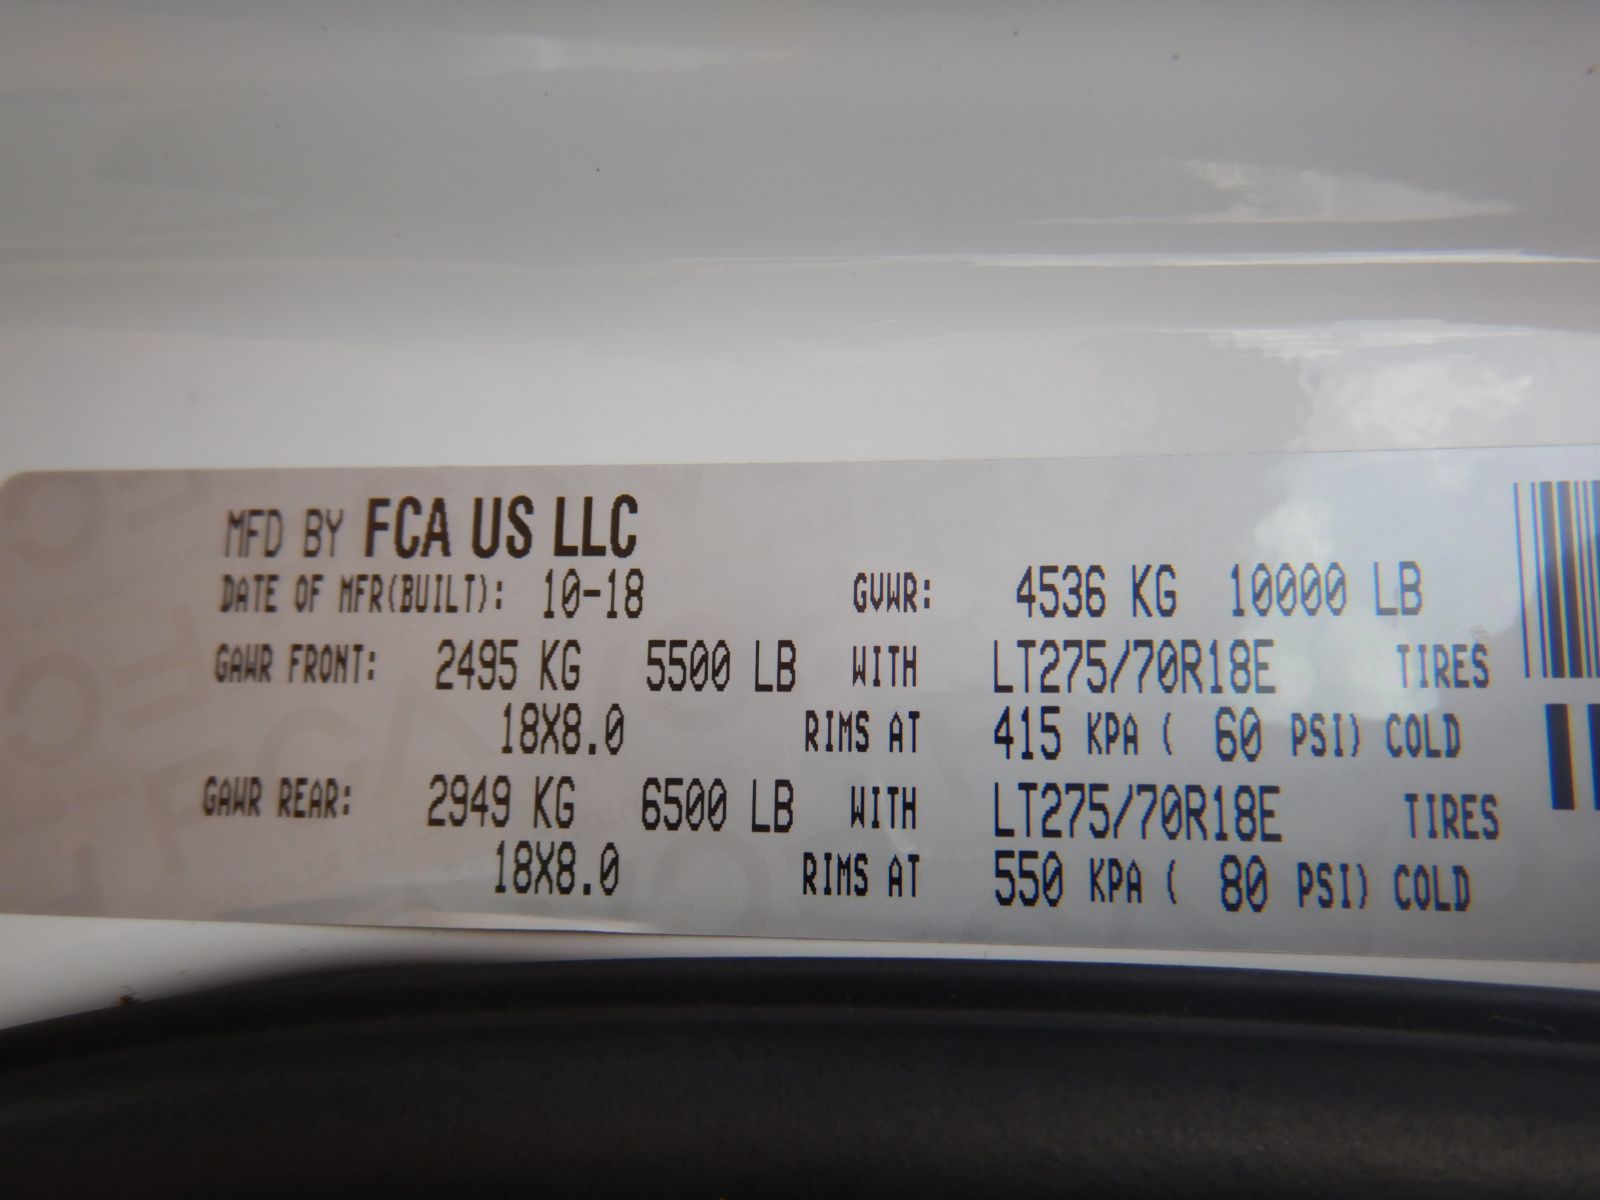 MFD BY FCA US LLC
DATE OF MFR(BUILT): 10-18 GVWR: 4536 KG 10000 LB
GAWR FRONT: 2495 KG 5500 LB WITH LT275/70R18E TIRES
18X8.0 RIMS AT 415 KPA ( 60 PSI) COLD
GAWR REAR: 2949 KG 6500 LB WITH LT275/70R18E TIRES
18X8.0 RIMS AT 550 KPA ( 80 PSI) COLD